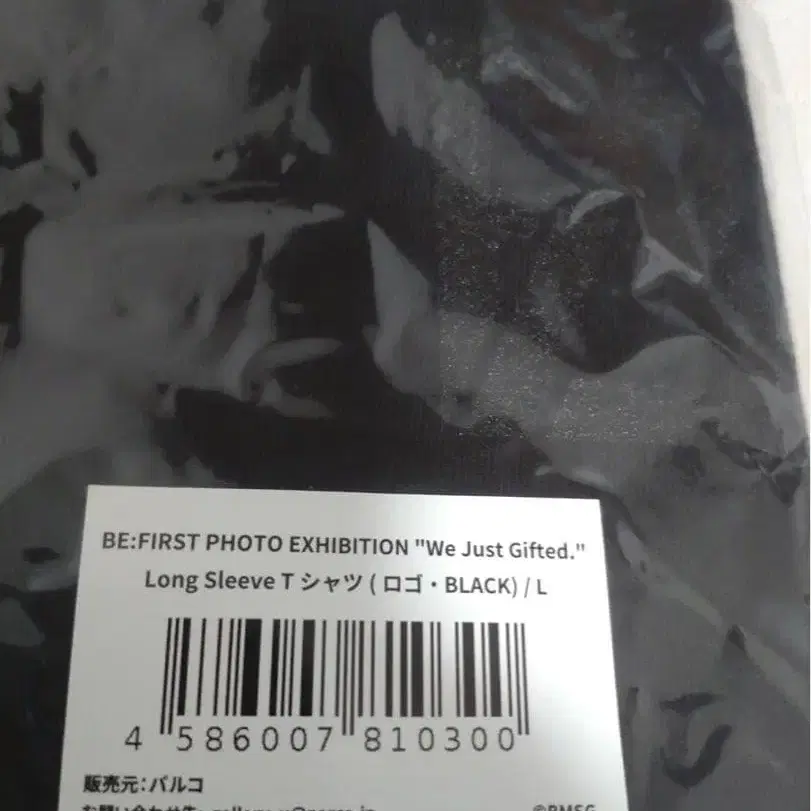 BE:FIRST PHOTO EXHIBITION "We Just Gifted."
Long Sleeve T シャツ ( ロゴ・BLACK) / L
4 586007 810300
販売元：パルコ